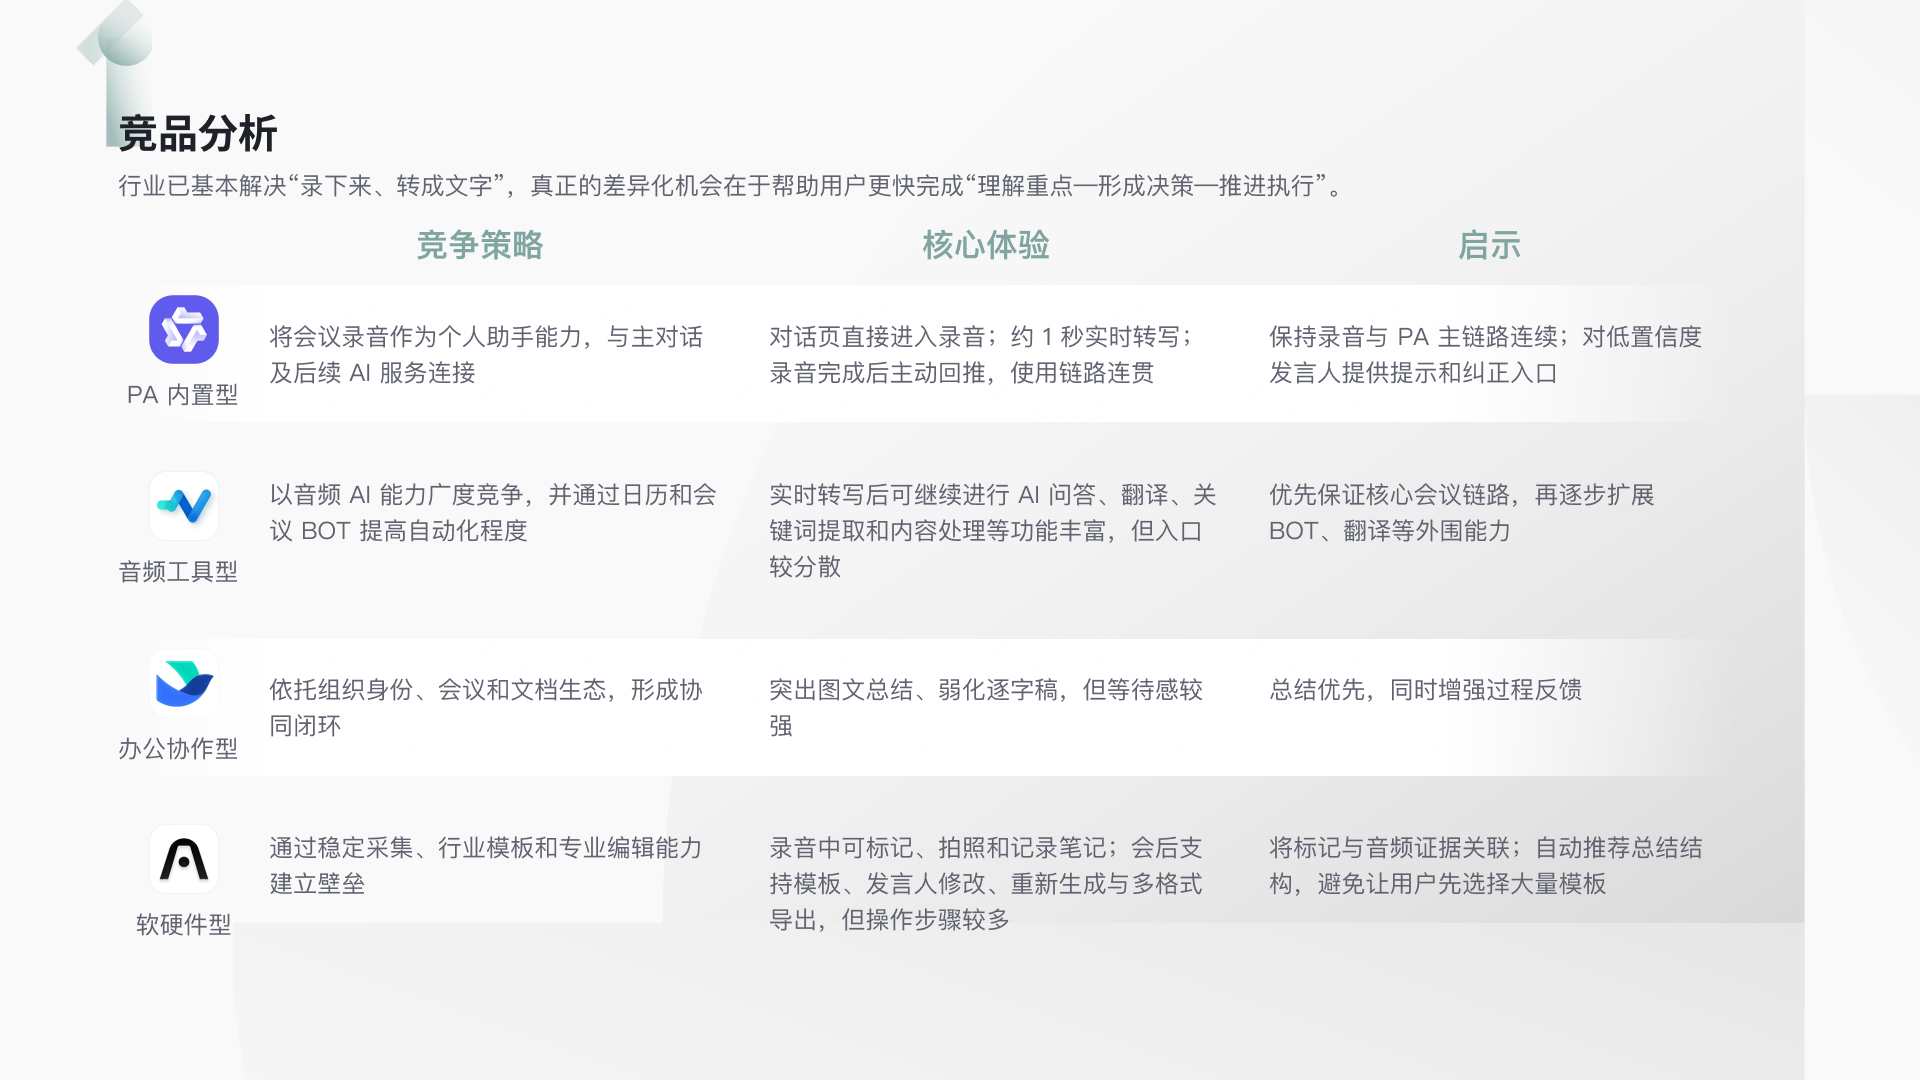 1
竞品分析
行业已基本解决“录下来、转成文字”，真正的差异化机会在于帮助用户更快完成“理解重点—形成决策—推进执行”。
竞争策略
核心体验
启示
PA 内置型
将会议录音作为个人助手能力，与主对话
及后续 AI 服务连接
对话页直接进入录音；约 1 秒实时转写；
录音完成后主动回推，使用链路连贯
保持录音与 PA 主链路连续；对低置信度
发言人提供提示和纠正入口
音频工具型
以音频 AI 能力广度竞争，并通过日历和会
议 BOT 提高自动化程度
实时转写后可继续进行 AI 问答、翻译、关
键词提取和内容处理等功能丰富，但入口
较分散
优先保证核心会议链路，再逐步扩展
BOT、翻译等外围能力
办公协作型
依托组织身份、会议和文档生态，形成协
同闭环
突出图文总结、弱化逐字稿，但等待感较
强
总结优先，同时增强过程反馈
软硬件型
通过稳定采集、行业模板和专业编辑能力
建立壁垒
录音中可标记、拍照和记录笔记；会后支
持模板、发言人修改、重新生成与多格式
导出，但操作步骤较多
将标记与音频证据关联；自动推荐总结结
构，避免让用户先选择大量模板